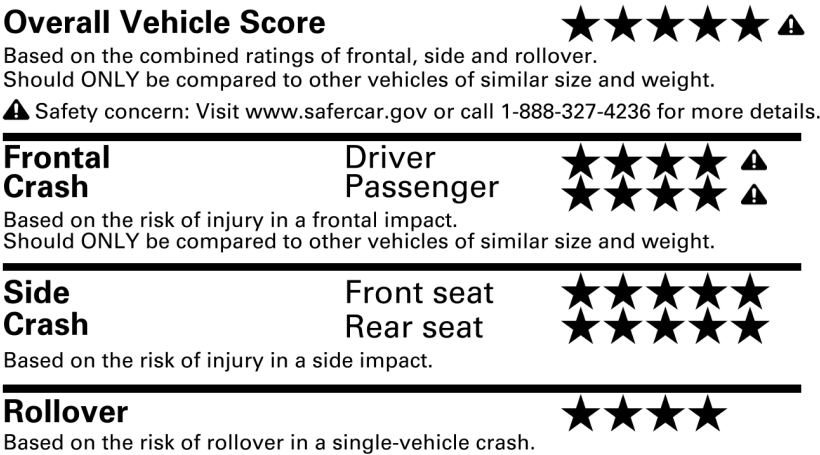 Overall Vehicle Score ★★★★★ ⚠
Based on the combined ratings of frontal, side and rollover.
Should ONLY be compared to other vehicles of similar size and weight.
⚠ Safety concern: Visit www.safercar.gov or call 1-888-327-4236 for more details.
Frontal Driver ★★★★ ⚠
Crash Passenger ★★★★ ⚠
Based on the risk of injury in a frontal impact.
Should ONLY be compared to other vehicles of similar size and weight.
Side Front seat ★★★★★
Crash Rear seat ★★★★★
Based on the risk of injury in a side impact.
Rollover ★★★★
Based on the risk of rollover in a single-vehicle crash.